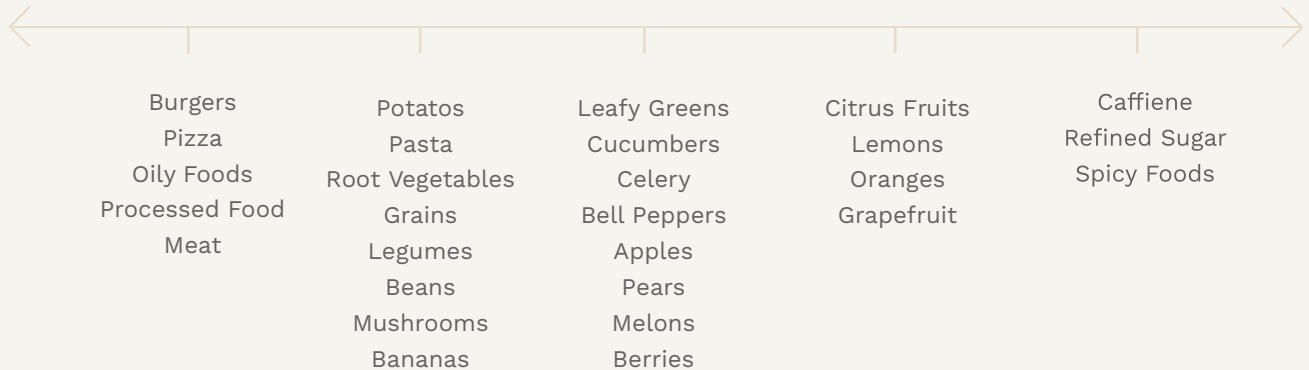 Burgers
Pizza
Oily Foods
Processed Food
Meat
Potatos
Pasta
Root Vegetables
Grains
Legumes
Beans
Mushrooms
Bananas
Leafy Greens
Cucumbers
Celery
Bell Peppers
Apples
Pears
Melons
Berries
Citrus Fruits
Lemons
Oranges
Grapefruit
Caffiene
Refined Sugar
Spicy Foods